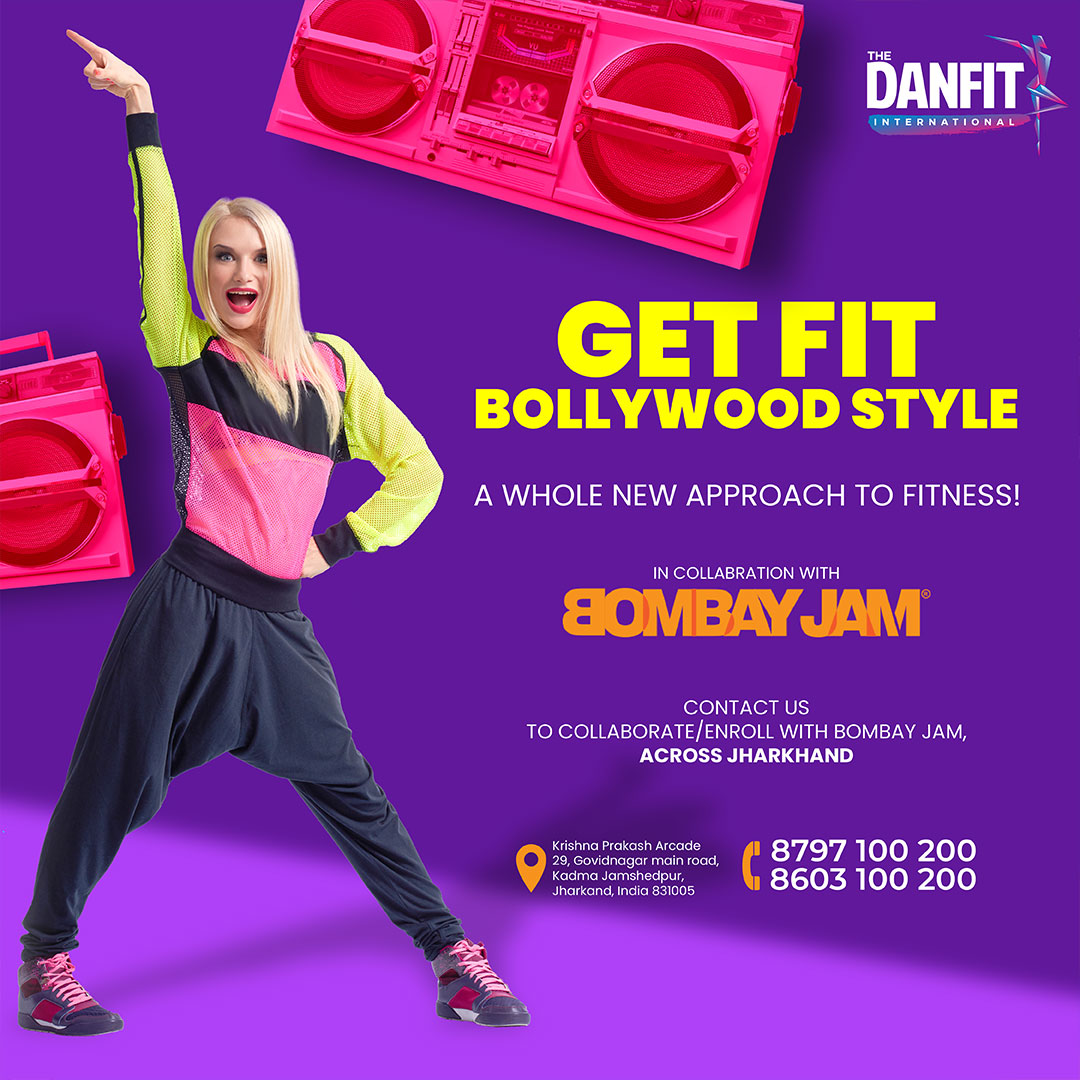 THE
DANFIT
INTERNATIONAL
GET FIT
BOLLYWOOD STYLE
A WHOLE NEW APPROACH TO FITNESS!
IN COLLABRATION WITH
BOMBAY JAM®
CONTACT US
TO COLLABORATE/ENROLL WITH BOMBAY JAM,
ACROSS JHARKHAND
Krishna Prakash Arcade
29, Govidnagar main road,
Kadma Jamshedpur,
Jharkand, India 831005
8797 100 200
8603 100 200